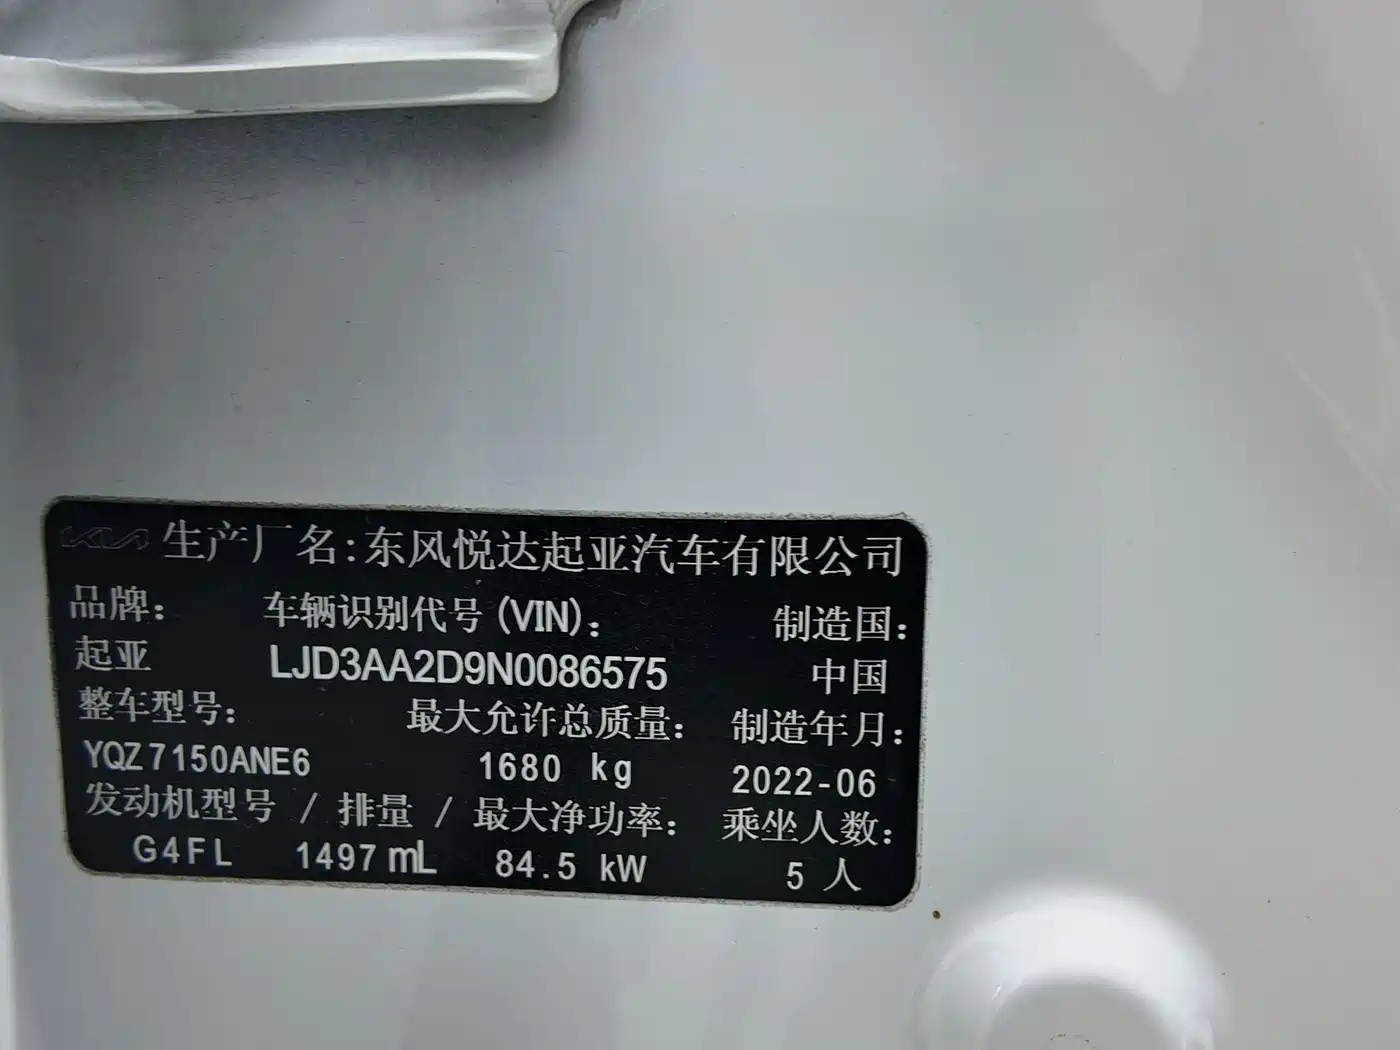 KIA 生产厂名:东风悦达起亚汽车有限公司
品牌: 车辆识别代号(VIN): 制造国:
起亚 LJD3AA2D9N0086575 中国
整车型号: 最大允许总质量: 制造年月:
YQZ7150ANE6 1680 kg 2022-06
发动机型号 / 排量 / 最大净功率: 乘坐人数:
G4FL 1497 mL 84.5 kW 5 人